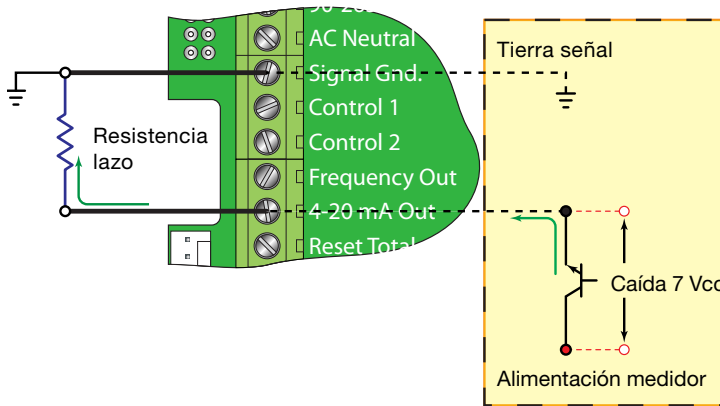 AC Neutral
Signal Gnd.
Control 1
Control 2
Frequency Out
4-20 mA Out
Reset Total
Tierra señal
Resistencia
lazo
Caída 7
Alimentación medidor